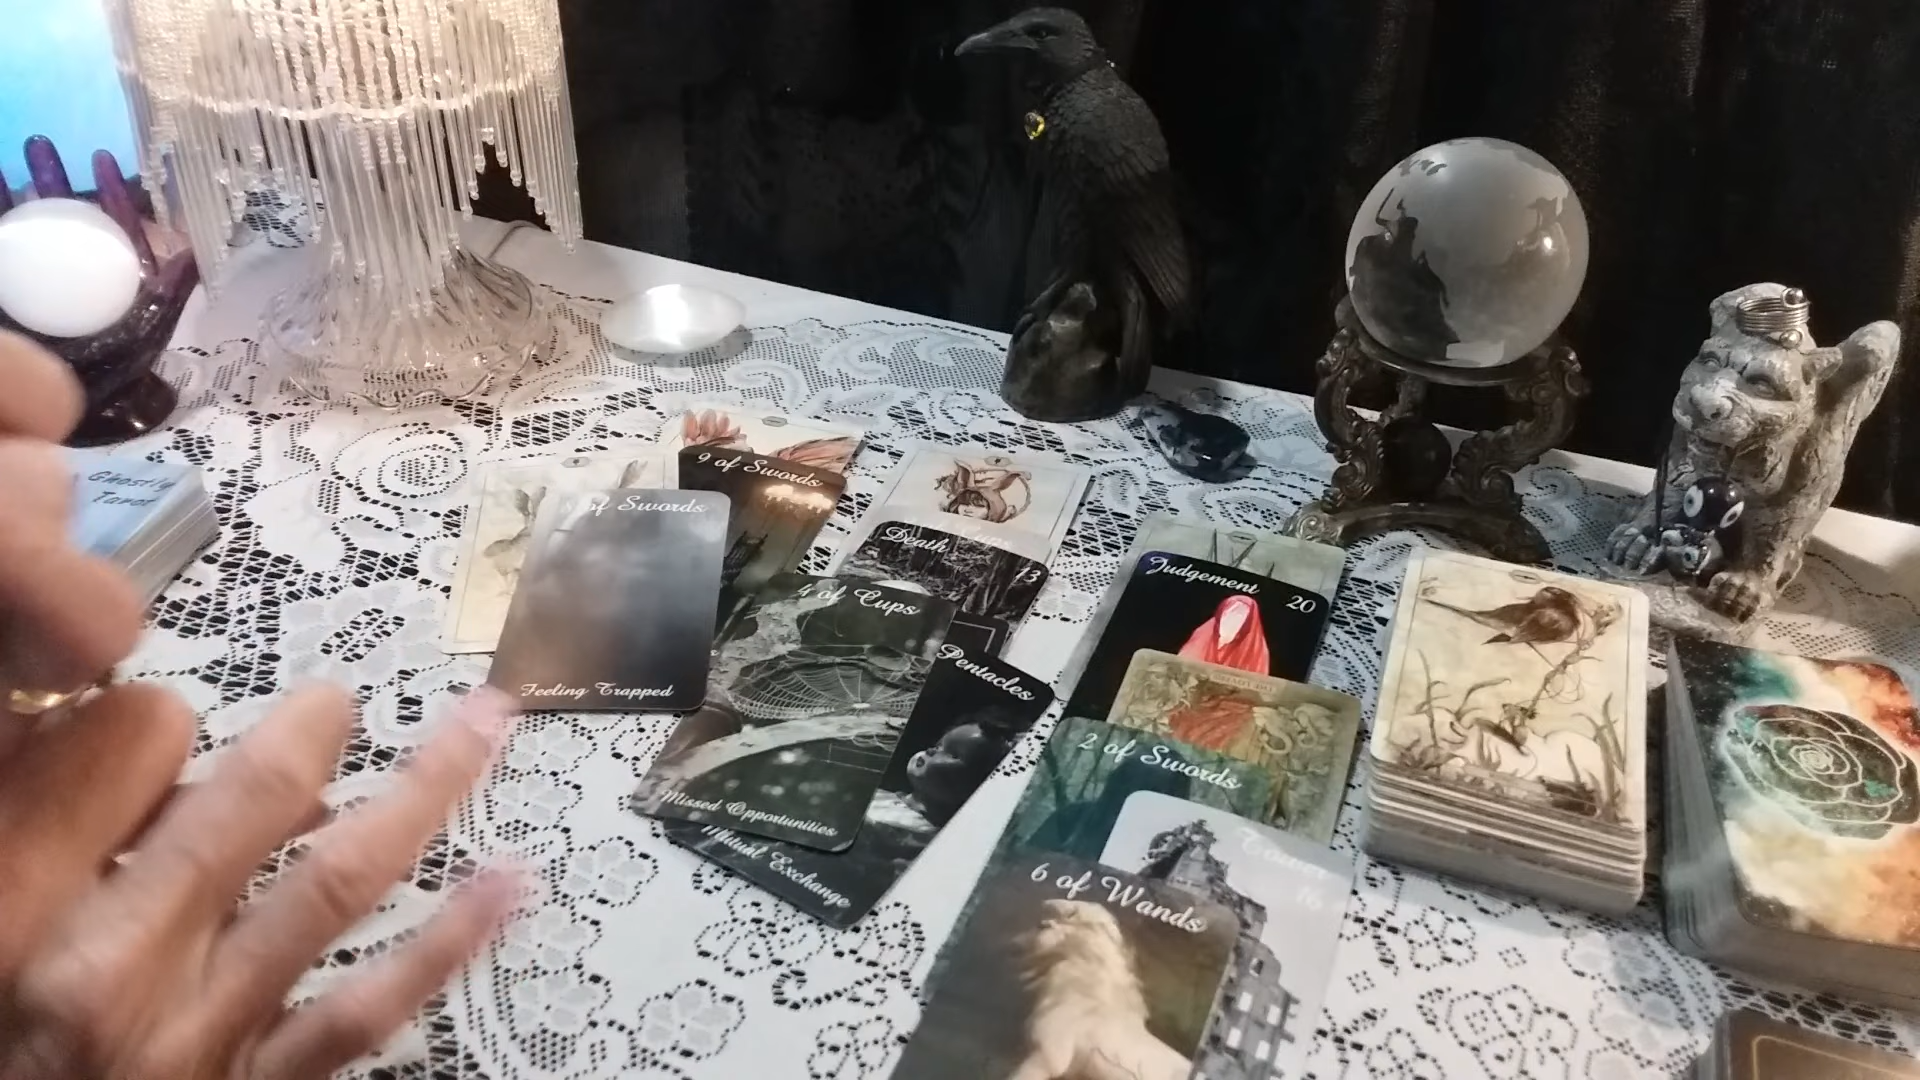 Ghostly
Tarot
9 of Swords
8 of Swords
Feeling Trapped
Death
13
4 of Cups
Missed Opportunities
Pentacles
Mutual Exchange
Judgement
20
2 of Swords
Tower
16
6 of Wands